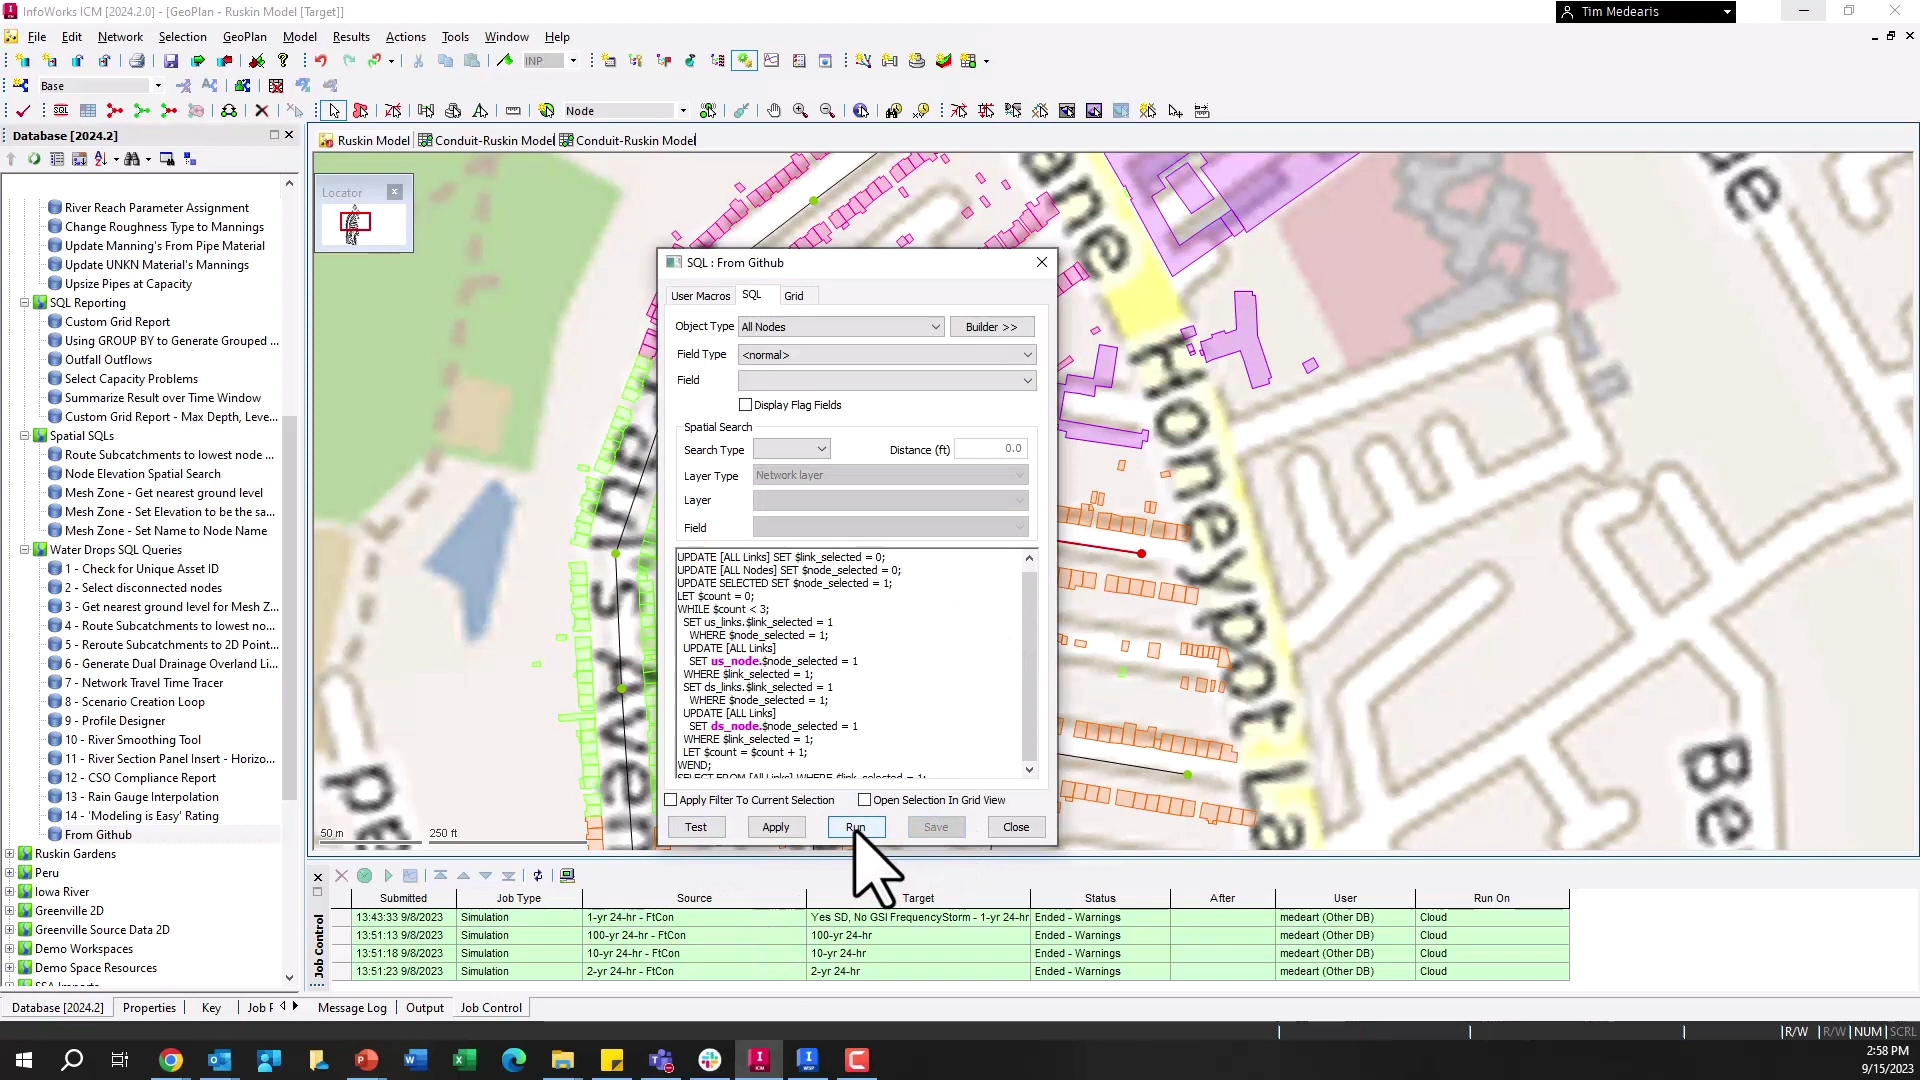 InfoWorks ICM [2024.2.0] - [GeoPlan - Ruskin Model [Target]]
Tim Medearis
File Edit Network Selection GeoPlan Model Results Actions Tools Window Help
INP
Base
Node
Database [2024.2]
Ruskin Model
Conduit-Ruskin Model
Conduit-Ruskin Model
Locator
River Reach Parameter Assignment
Change Roughness Type to Mannings
Update Manning's From Pipe Material
Update UNKN Material's Mannings
Upsize Pipes at Capacity
SQL Reporting
Custom Grid Report
Using GROUP BY to Generate Grouped ...
Outfall Outflows
Select Capacity Problems
Summarize Result over Time Window
Custom Grid Report - Max Depth, Leve...
Spatial SQLs
Route Subcatchments to lowest node ...
Node Elevation Spatial Search
Mesh Zone - Get nearest ground level
Mesh Zone - Set Elevation to be the sa...
Mesh Zone - Set Name to Node Name
Water Drops SQL Queries
1 - Check for Unique Asset ID
2 - Select disconnected nodes
3 - Get nearest ground level for Mesh Z...
4 - Route Subcatchments to lowest no...
5 - Reroute Subcatchments to 2D Point...
6 - Generate Dual Drainage Overland Li...
7 - Network Travel Time Tracer
8 - Scenario Creation Loop
9 - Profile Designer
10 - River Smoothing Tool
11 - River Section Panel Insert - Horizo...
12 - CSO Compliance Report
13 - Rain Gauge Interpolation
14 - 'Modeling is Easy' Rating
From Github
Ruskin Gardens
Peru
Iowa River
Greenville 2D
Greenville Source Data 2D
Demo Workspaces
Demo Space Resources
Database [2024.2] Properties Key
Honeypot La
50 m
250 ft
SQL : From Github
User Macros SQL Grid
Object Type All Nodes Builder >>
Field Type <normal>
Field
Display Flag Fields
Spatial Search
Search Type Distance (ft) 0.0
Layer Type Network layer
Layer
Field
UPDATE [ALL Links] SET $link_selected = 0;
UPDATE [ALL Nodes] SET $node_selected = 0;
UPDATE SELECTED SET $node_selected = 1;
LET $count = 0;
WHILE $count < 3;
SET us_links.$link_selected = 1
WHERE $node_selected = 1;
UPDATE [ALL Links]
SET us_node.$node_selected = 1
WHERE $link_selected = 1;
SET ds_links.$link_selected = 1
WHERE $node_selected = 1;
UPDATE [ALL Links]
SET ds_node.$node_selected = 1
WHERE $link_selected = 1;
LET $count = $count + 1;
WEND;
SELECT FROM [All Links] WHERE $link_selected = 1;
Apply Filter To Current Selection Open Selection In Grid View
Test Apply Run Save Close
Job Control
Submitted Job Type Source Target Status After User Run On
13:43:33 9/8/2023 Simulation 1-yr 24-hr - FtCon Yes SD, No GSI FrequencyStorm - 1-yr 24-hr Ended - Warnings medeart (Other DB) Cloud
13:51:13 9/8/2023 Simulation 100-yr 24-hr - FtCon 100-yr 24-hr Ended - Warnings medeart (Other DB) Cloud
13:51:18 9/8/2023 Simulation 10-yr 24-hr - FtCon 10-yr 24-hr Ended - Warnings medeart (Other DB) Cloud
13:51:23 9/8/2023 Simulation 2-yr 24-hr - FtCon 2-yr 24-hr Ended - Warnings medeart (Other DB) Cloud
Message Log Output Job Control
R/W R/W NUM SCRL
2:58 PM
9/15/2023